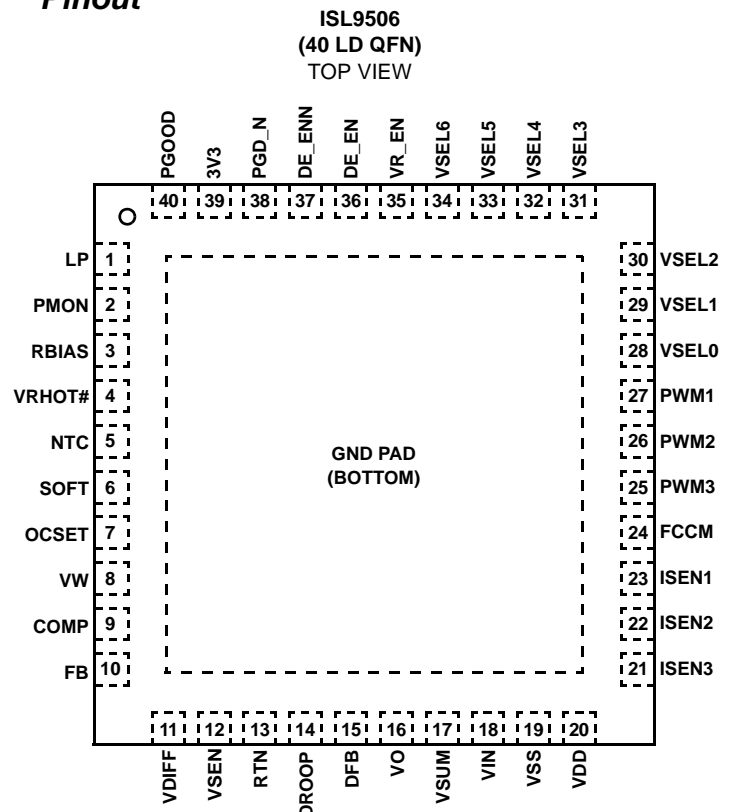 Pinout
ISL9506
(40 LD QFN)
TOP VIEW
PGOOD
3V3
PGD_N
DE_ENN
DE_EN
VR_EN
VSEL6
VSEL5
VSEL4
VSEL3
40 39 38 37 36 35 34 33 32 31
LP 1
PMON 2
RBIAS 3
VRHOT# 4
NTC 5
SOFT 6
OCSET 7
VW 8
COMP 9
FB 10
GND PAD
(BOTTOM)
30 VSEL2
29 VSEL1
28 VSEL0
27 PWM1
26 PWM2
25 PWM3
24 FCCM
23 ISEN1
22 ISEN2
21 ISEN3
11 12 13 14 15 16 17 18 19 20
VDIFF
VSEN
RTN
DROOP
DFB
VO
VSUM
VIN
VSS
VDD